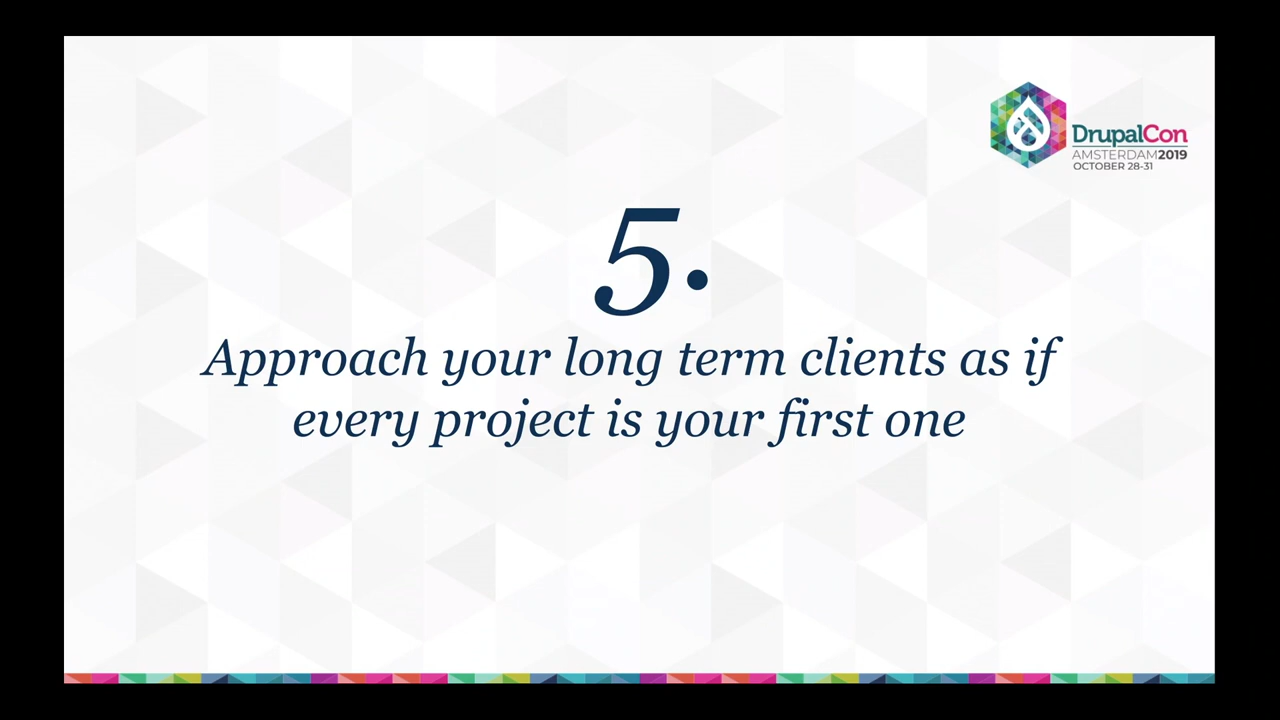 DrupalCon
AMSTERDAM2019
OCTOBER 28-31
5.
Approach your long term clients as if
every project is your first one